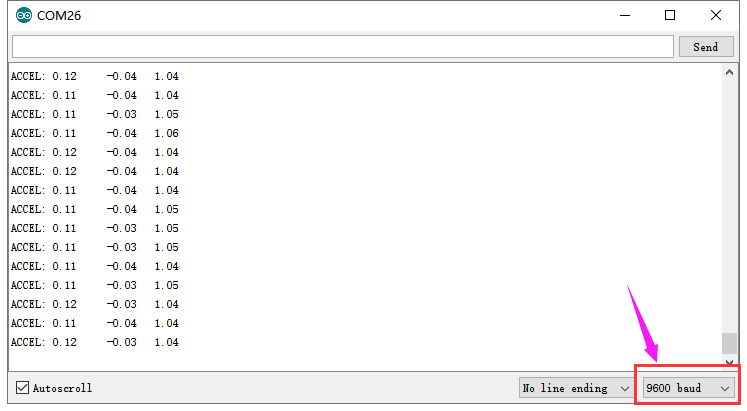 COM26
Send
ACCEL: 0.12 -0.04 1.04
ACCEL: 0.11 -0.04 1.04
ACCEL: 0.11 -0.03 1.05
ACCEL: 0.11 -0.04 1.06
ACCEL: 0.12 -0.04 1.04
ACCEL: 0.12 -0.04 1.04
ACCEL: 0.11 -0.04 1.04
ACCEL: 0.11 -0.04 1.05
ACCEL: 0.11 -0.03 1.05
ACCEL: 0.11 -0.03 1.05
ACCEL: 0.11 -0.04 1.04
ACCEL: 0.11 -0.03 1.05
ACCEL: 0.12 -0.03 1.04
ACCEL: 0.11 -0.04 1.04
ACCEL: 0.12 -0.03 1.04
Autoscroll No line ending 9600 baud